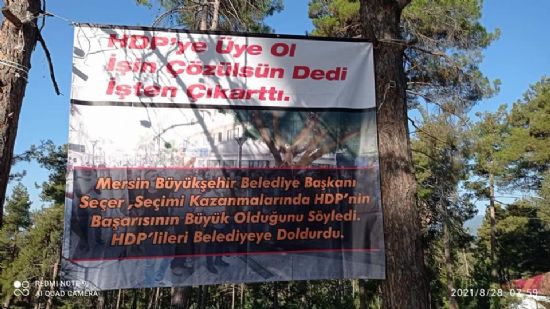 HDP'ye Üye Ol
İşin Çözülsün Dedi
İşten Çıkarttı.
Mersin Büyükşehir Belediye Başkanı
Seçer ,Seçimi Kazanmalarında HDP'nin
Başarısının Büyük Olduğunu Söyledi.
HDP'lileri Belediyeye Doldurdu.
REDMI NOTE 9
AI QUAD CAMERA
2021/8/28 07:59